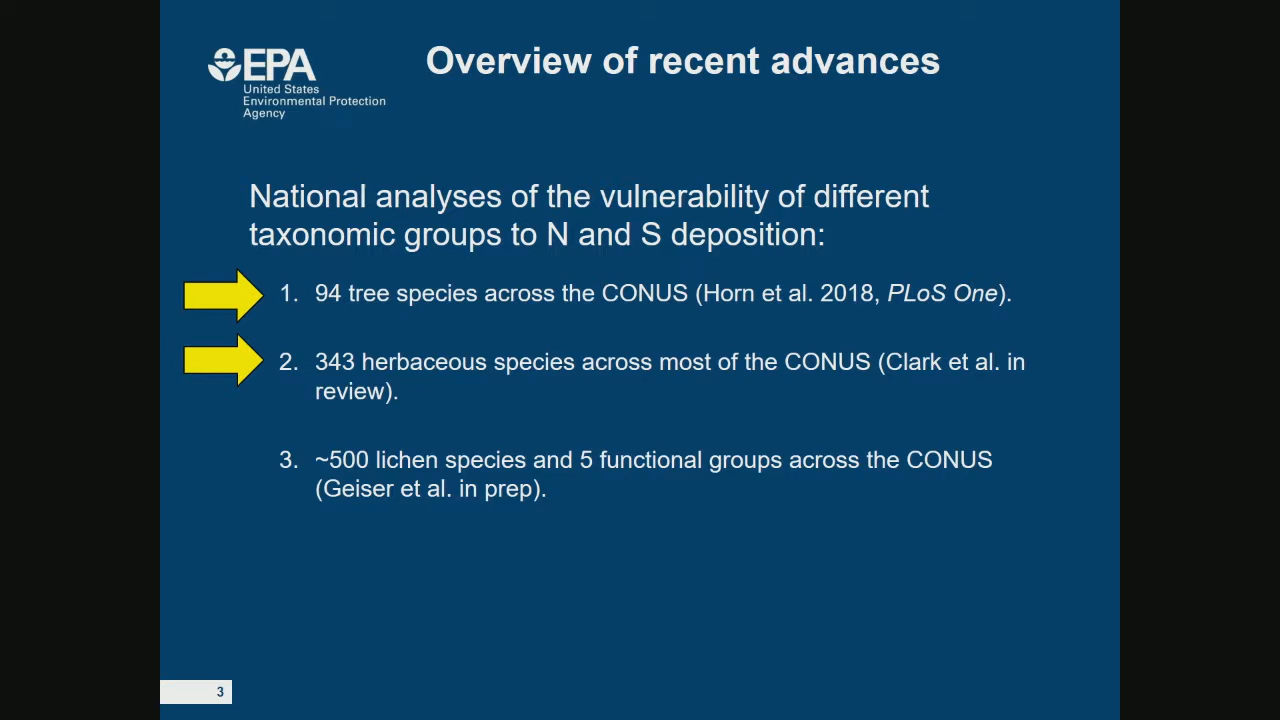 EPA
United States
Environmental Protection
Agency
Overview of recent advances
National analyses of the vulnerability of different
taxonomic groups to N and S deposition:
1. 94 tree species across the CONUS (Horn et al. 2018, PLoS One).
2. 343 herbaceous species across most of the CONUS (Clark et al. in
review).
3. ~500 lichen species and 5 functional groups across the CONUS
(Geiser et al. in prep).
3